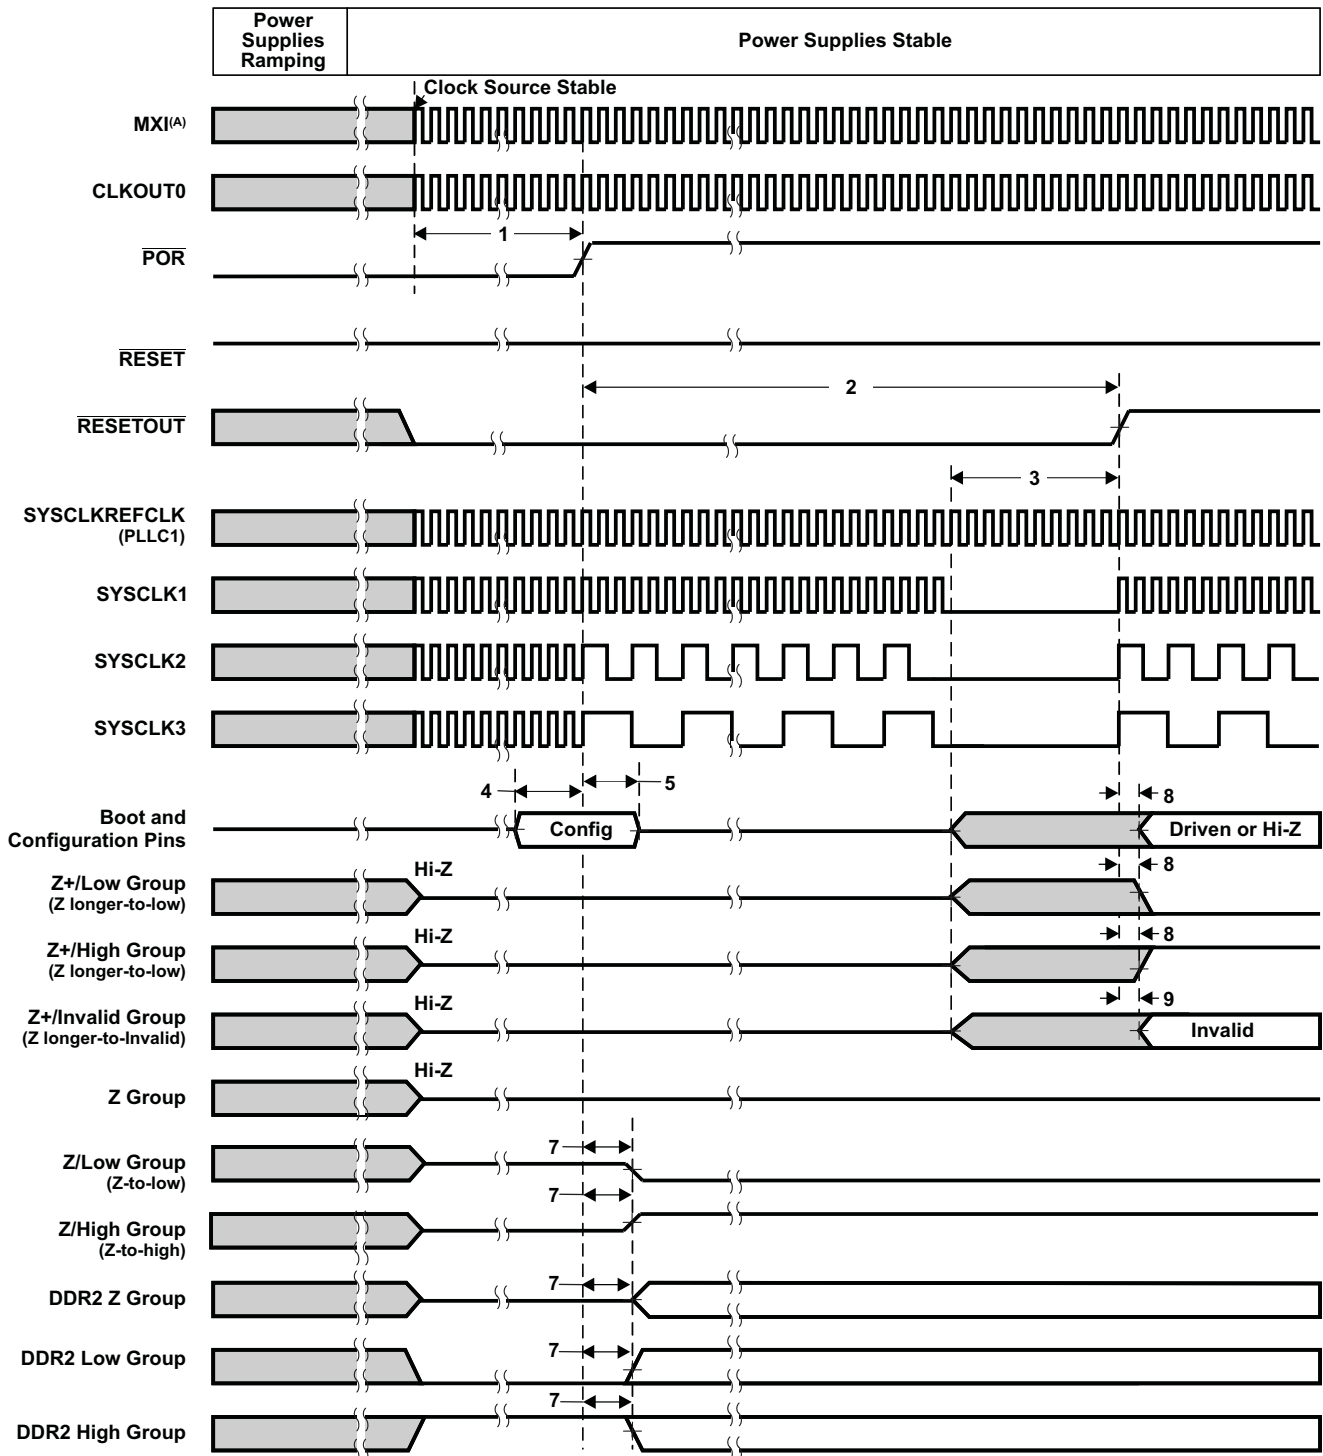 Power
Supplies
Ramping
Power Supplies Stable
Clock Source Stable
MXI(A)
CLKOUT0
1
POR
RESET
2
RESETOUT
3
SYSCLKREFCLK
(PLLC1)
SYSCLK1
SYSCLK2
SYSCLK3
4
5
8
Boot and
Configuration Pins
Config
Driven or Hi-Z
Hi-Z
8
Z+/Low Group
(Z longer-to-low)
Hi-Z
8
Z+/High Group
(Z longer-to-low)
Hi-Z
9
Z+/Invalid Group
(Z longer-to-Invalid)
Invalid
Hi-Z
Z Group
7
Z/Low Group
(Z-to-low)
7
Z/High Group
(Z-to-high)
7
DDR2 Z Group
7
DDR2 Low Group
7
DDR2 High Group